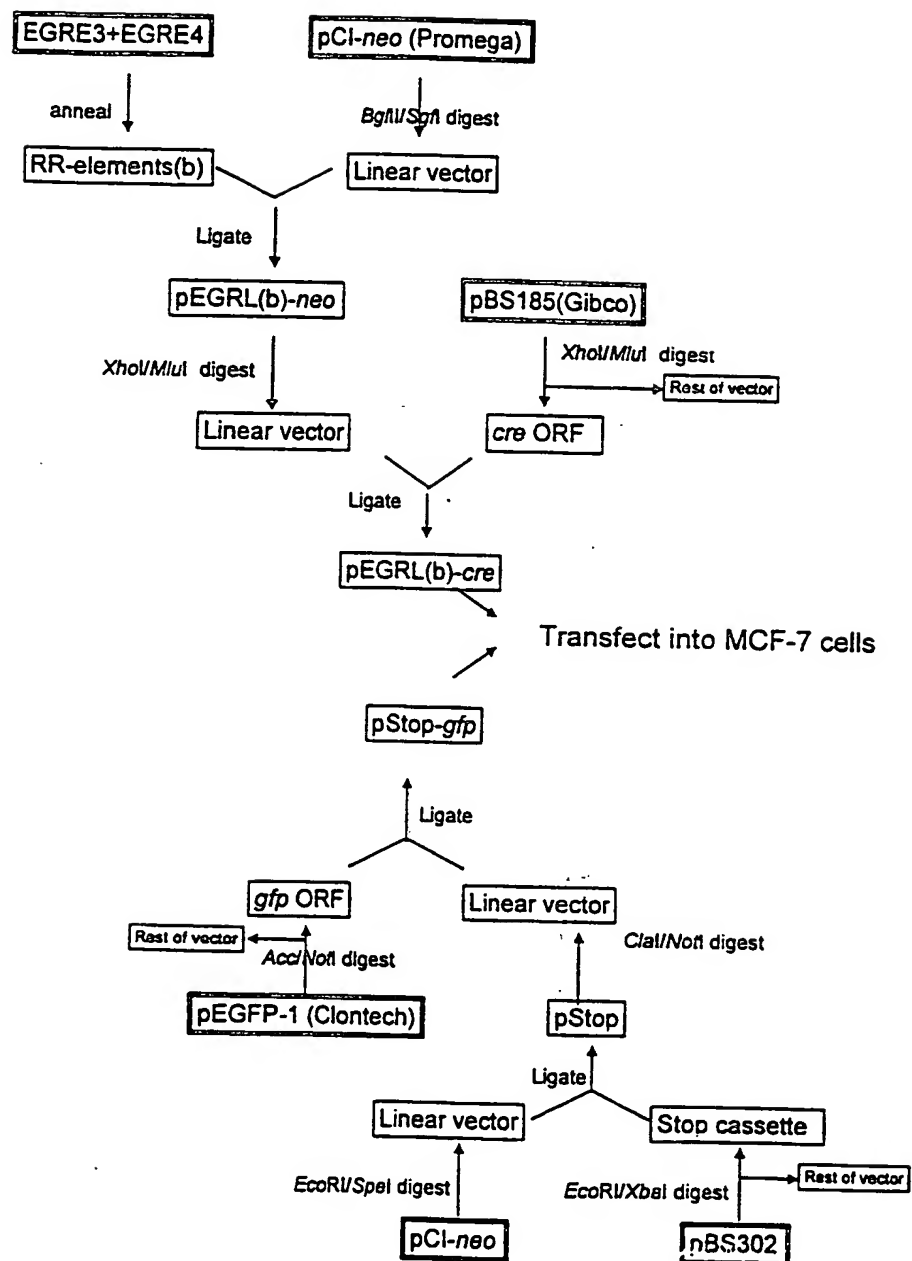 EGRE3+EGRE4
pCI-neo (Promega)
anneal
BglII/SgfI digest
RR-elements(b)
Linear vector
Ligate
pEGRL(b)-neo
pBS185(Gibco)
XhoI/MluI digest
XhoI/MluI digest
Rest of vector
Linear vector
cre ORF
Ligate
pEGRL(b)-cre
Transfect into MCF-7 cells
pStop-gfp
Ligate
gfp ORF
Linear vector
Rest of vector
AccI/NotI digest
ClaI/NotI digest
pEGFP-1 (Clontech)
pStop
Ligate
Linear vector
Stop cassette
EcoRI/SpeI digest
EcoRI/XbaI digest
Rest of vector
pCI-neo
pBS302